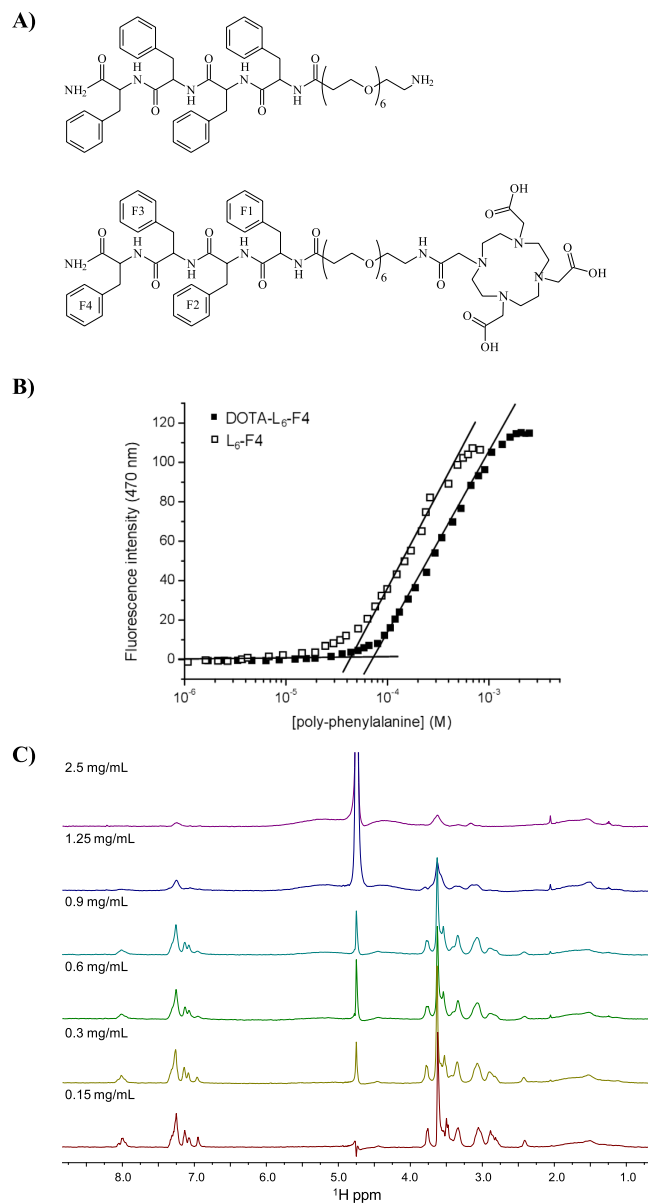 A)
O
H
N
O
H
N
O
NH2
NH2
N
H
O
N
H
O
O
6
F3
F1
O
H
N
O
H
N
O
H
N
NH2
N
H
O
N
H
O
O
6
O
F4
F2
O
OH
N
N
N
N
O
OH
O
OH
B)
DOTA-L6-F4
L6-F4
Fluorescence intensity (470 nm)
120
100
80
60
40
20
0
10-6
10-5
10-4
10-3
[poly-phenylalanine] (M)
C)
2.5 mg/mL
1.25 mg/mL
0.9 mg/mL
0.6 mg/mL
0.3 mg/mL
0.15 mg/mL
8.0 7.0 6.0 5.0 4.0 3.0 2.0 1.0
1H ppm